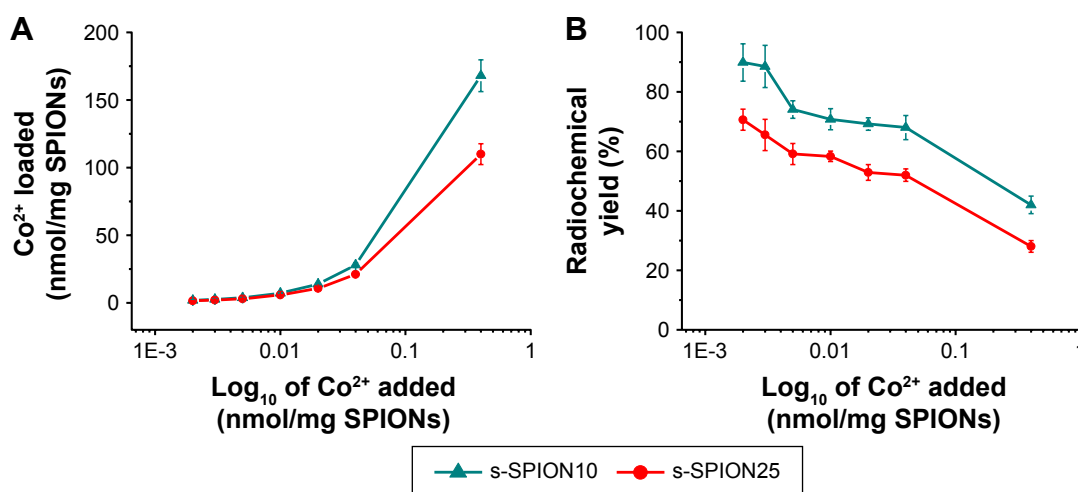 A
Co²⁺ loaded
(nmol/mg SPIONs)
200
150
100
50
0
1E-3
0.01
0.1
1
Log₁₀ of Co²⁺ added
(nmol/mg SPIONs)
B
Radiochemical
yield (%)
100
80
60
40
20
0
1E-3
0.01
0.1
1
Log₁₀ of Co²⁺ added
(nmol/mg SPIONs)
s-SPION10
s-SPION25